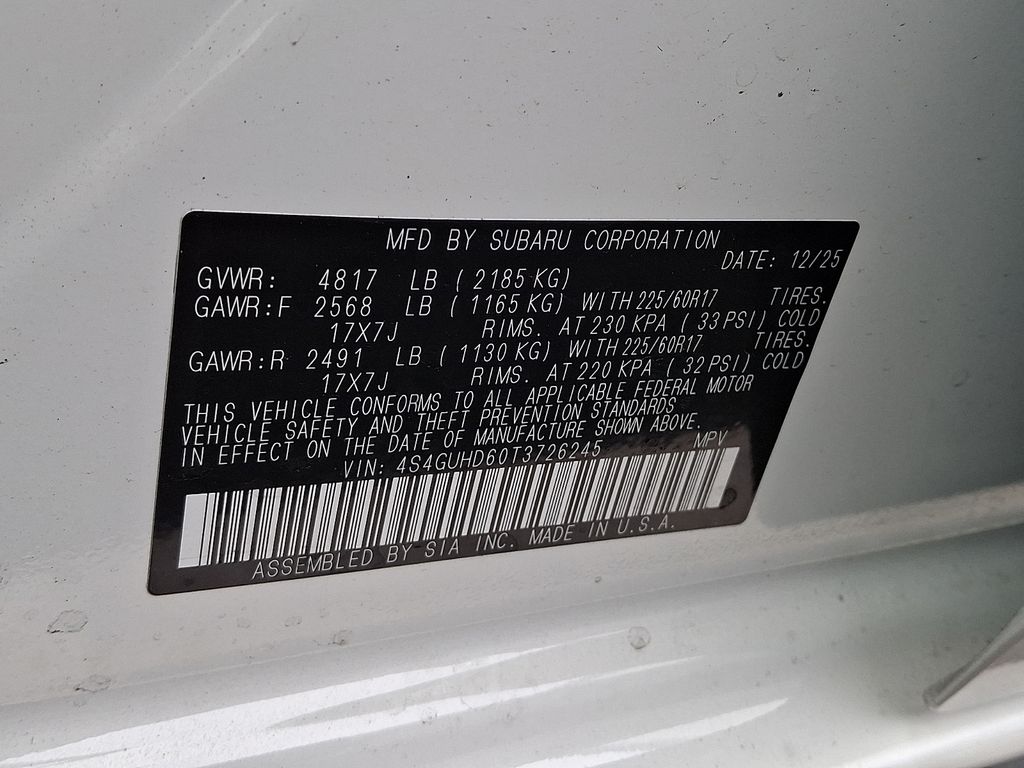 MFD BY SUBARU CORPORATION
DATE: 12/25
GVWR: 4817 LB (2185 KG)
GAWR:F 2568 LB (1165 KG) WITH 225/60R17 TIRES.
17X7J RIMS. AT 230 KPA (33 PSI) COLD
GAWR:R 2491 LB (1130 KG) WITH 225/60R17 TIRES.
17X7J RIMS. AT 220 KPA (32 PSI) COLD
THIS VEHICLE CONFORMS TO ALL APPLICABLE FEDERAL MOTOR
VEHICLE SAFETY AND THEFT PREVENTION STANDARDS
IN EFFECT ON THE DATE OF MANUFACTURE SHOWN ABOVE.
VIN: 4S4GUHD60T3726245 MPV
ASSEMBLED BY SIA INC. MADE IN U.S.A.